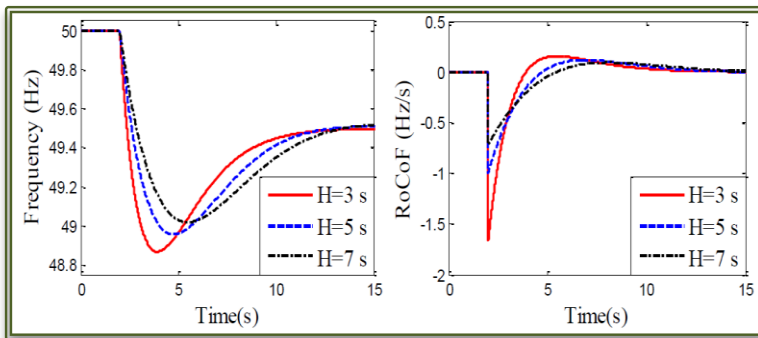 Frequency (Hz)
50
49.8
49.6
49.4
49.2
49
48.8
0
5
10
15
Time(s)
H=3 s
H=5 s
H=7 s
RoCoF (Hz/s)
0.5
0
-0.5
-1
-1.5
-2
0
5
10
15
Time(s)
H=3 s
H=5 s
H=7 s